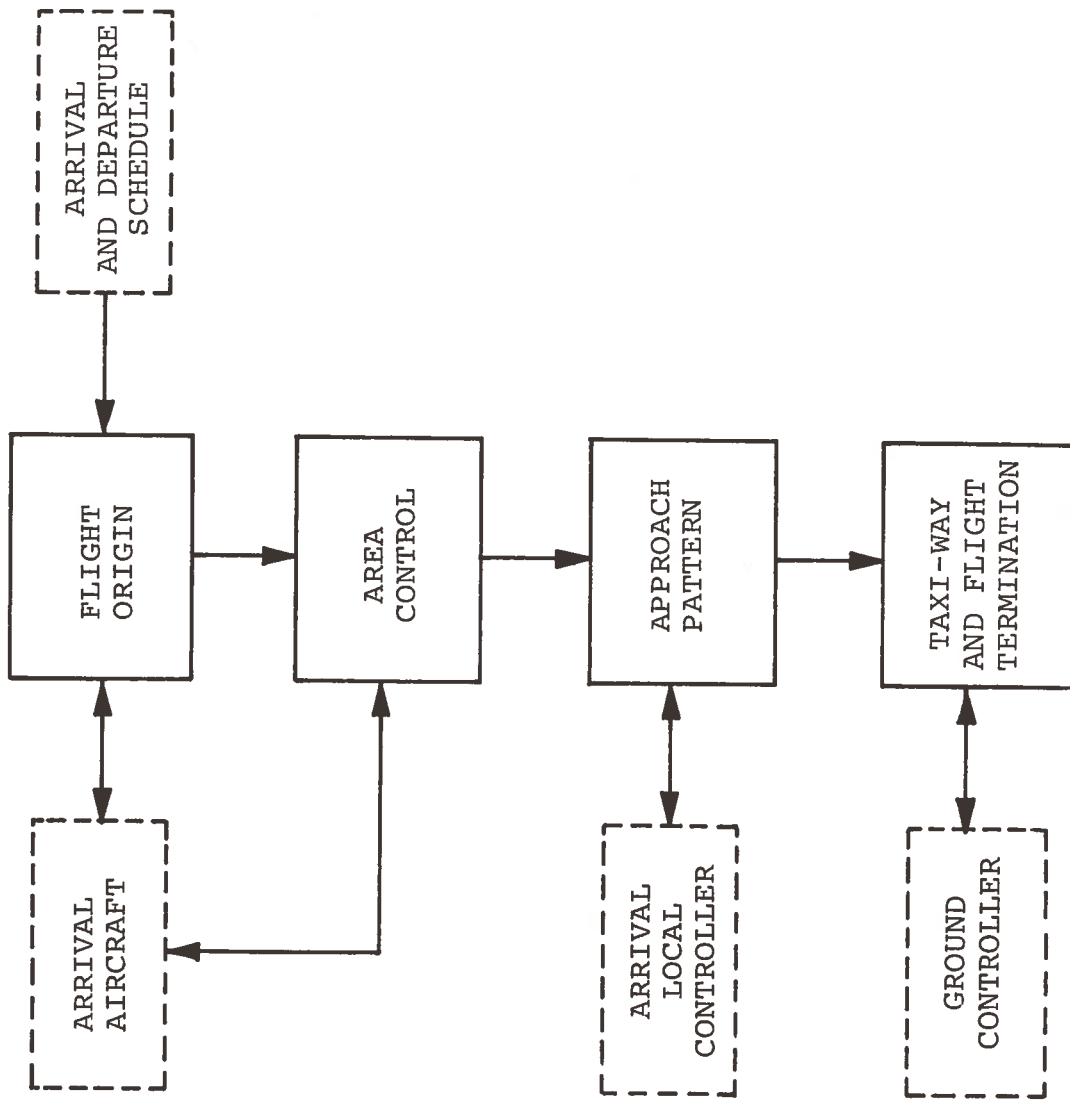 ARRIVAL
AIRCRAFT
FLIGHT
ORIGIN
ARRIVAL
AND DEPARTURE
SCHEDULE
AREA
CONTROL
ARRIVAL
LOCAL
CONTROLLER
APPROACH
PATTERN
GROUND
CONTROLLER
TAXI-WAY
AND FLIGHT
TERMINATION